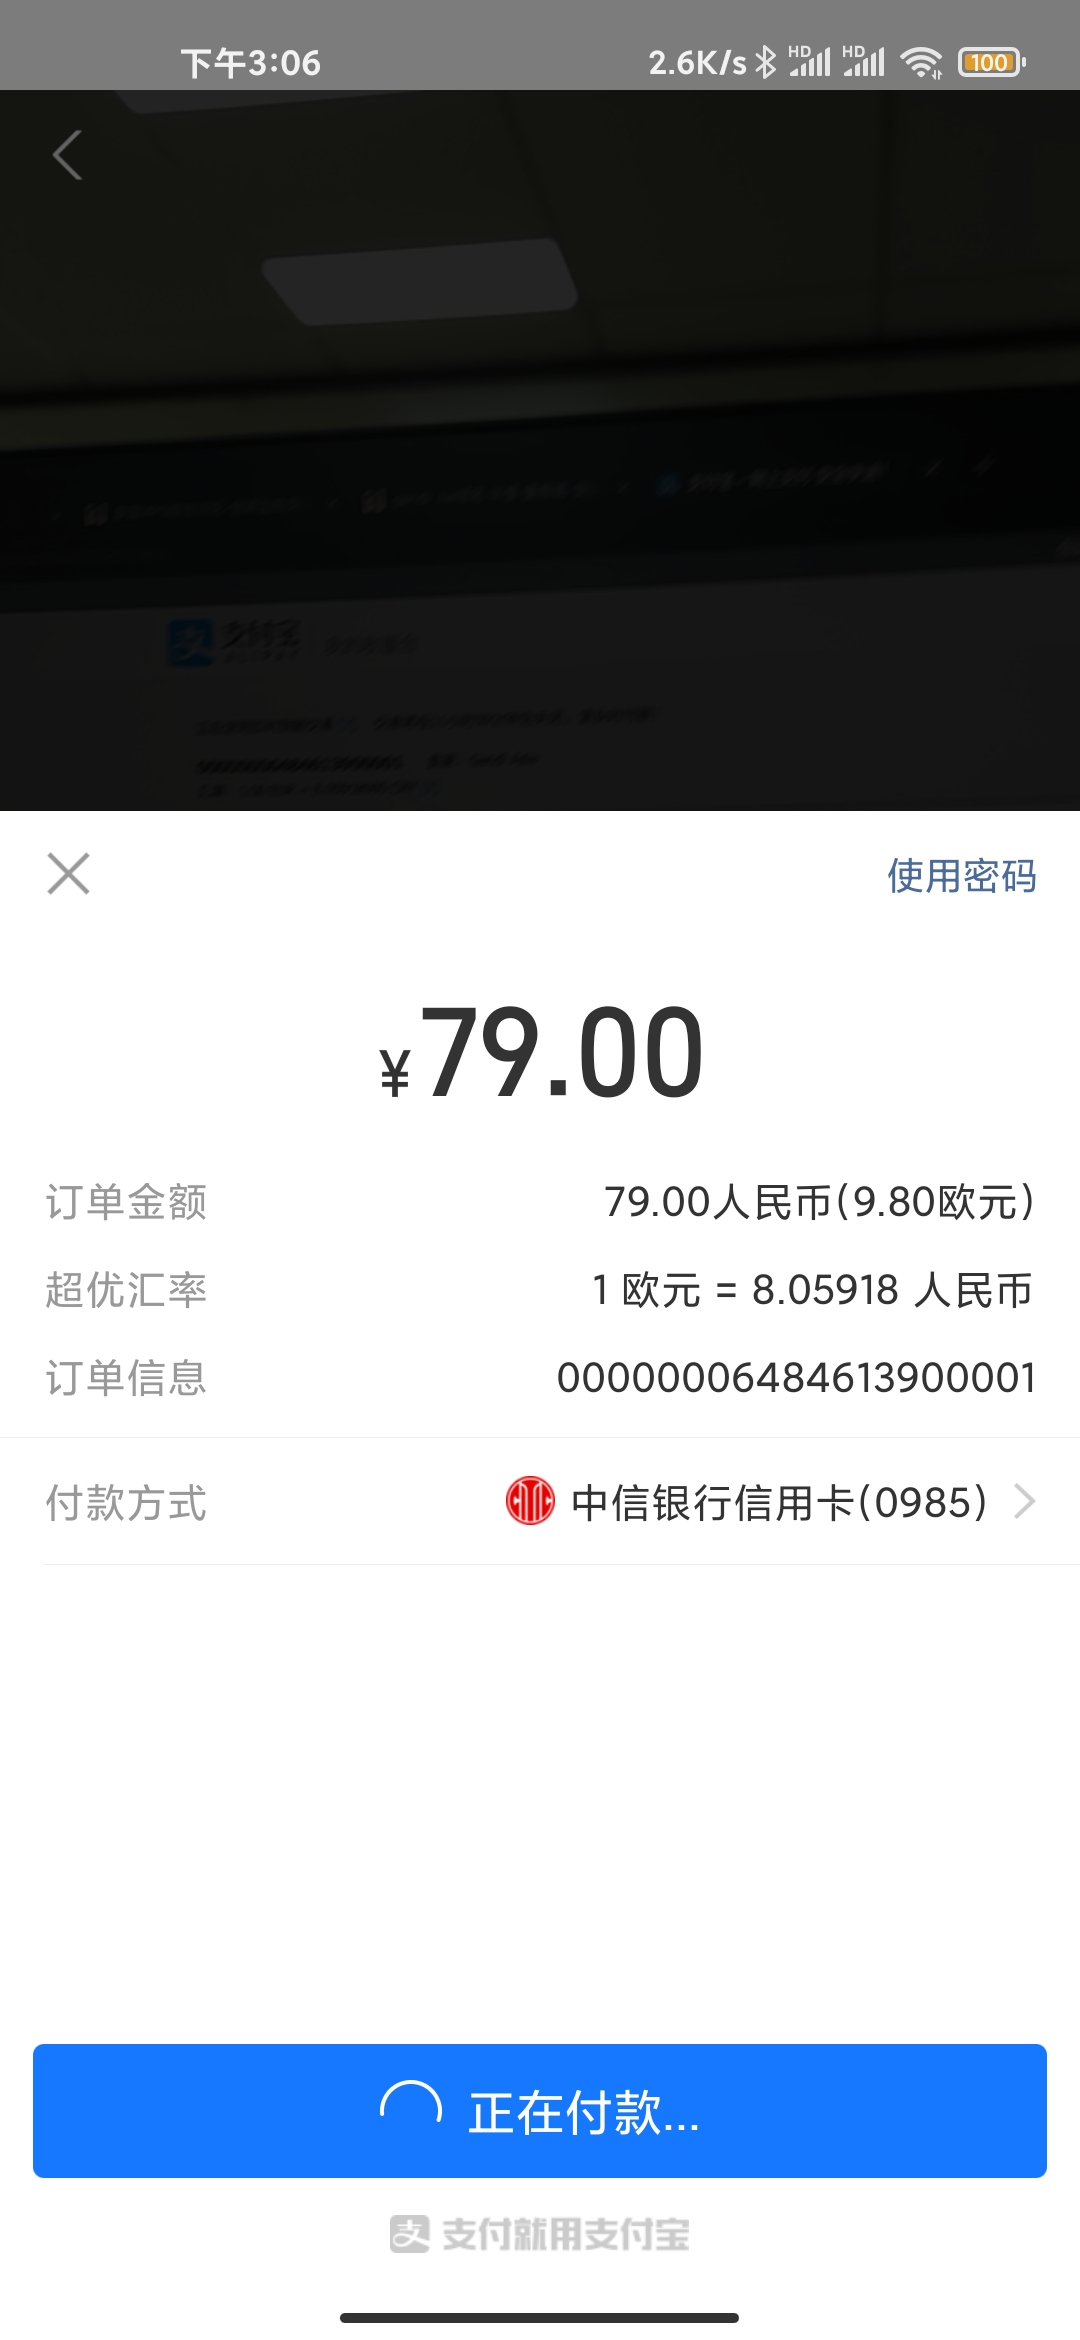 下午3:06
2.6K/s HD HD 100
支付宝
使用密码
¥79.00
订单金额 79.00人民币(9.80欧元)
超优汇率 1 欧元 = 8.05918 人民币
订单信息 00000006484613900001
付款方式 中信银行信用卡(0985)
正在付款...
支付就用支付宝